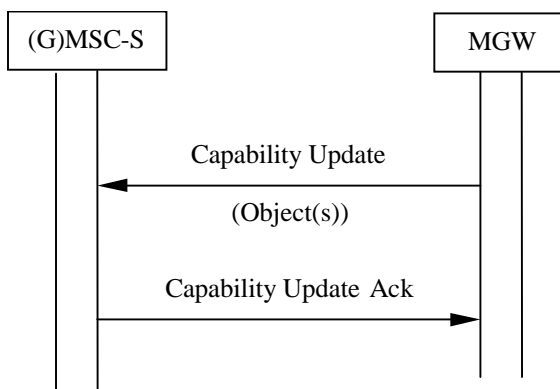 (G)MSC-S
MGW
Capability Update
(Object(s))
Capability Update Ack